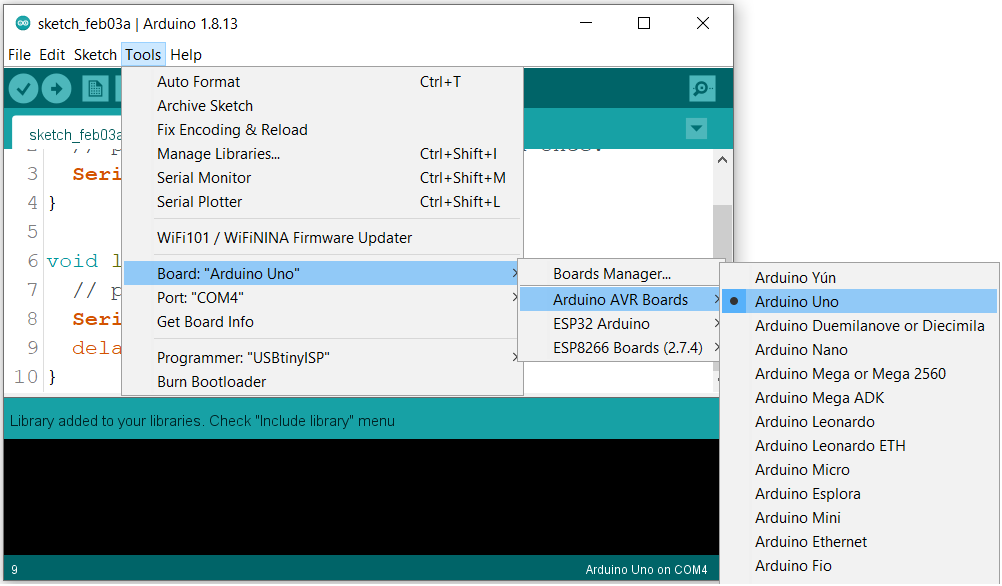 sketch_feb03a | Arduino 1.8.13
File Edit Sketch Tools Help
Auto Format Ctrl+T
Archive Sketch
Fix Encoding & Reload
Manage Libraries... Ctrl+Shift+I
Serial Monitor Ctrl+Shift+M
Serial Plotter Ctrl+Shift+L
WiFi101 / WiFiNINA Firmware Updater
Board: "Arduino Uno"
Port: "COM4"
Get Board Info
Programmer: "USBtinyISP"
Burn Bootloader
sketch_feb03a
2 // p
3 Seri
4 }
5
6 void l
7 // p
8 Seri
9 dela
10 }
Boards Manager...
Arduino AVR Boards
ESP32 Arduino
ESP8266 Boards (2.7.4)
Arduino Yún
Arduino Uno
Arduino Duemilanove or Diecimila
Arduino Nano
Arduino Mega or Mega 2560
Arduino Mega ADK
Arduino Leonardo
Arduino Leonardo ETH
Arduino Micro
Arduino Esplora
Arduino Mini
Arduino Ethernet
Arduino Fio
Library added to your libraries. Check "Include library" menu
9 Arduino Uno on COM4